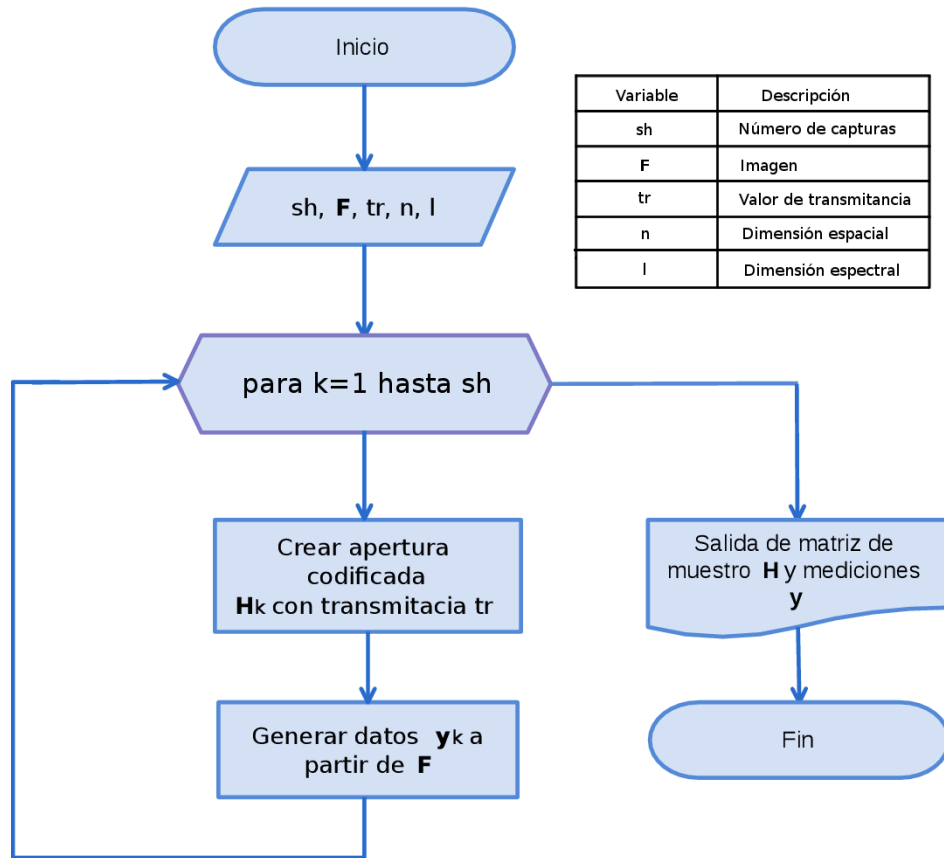 Inicio
Variable Descripción
sh Número de capturas
F Imagen
tr Valor de transmitancia
n Dimensión espacial
l Dimensión espectral
sh, F, tr, n, l
para k=1 hasta sh
Crear apertura
codificada
Hk con transmitacia tr
Generar datos yk a
partir de F
Salida de matriz de
muestro H y mediciones
y
Fin